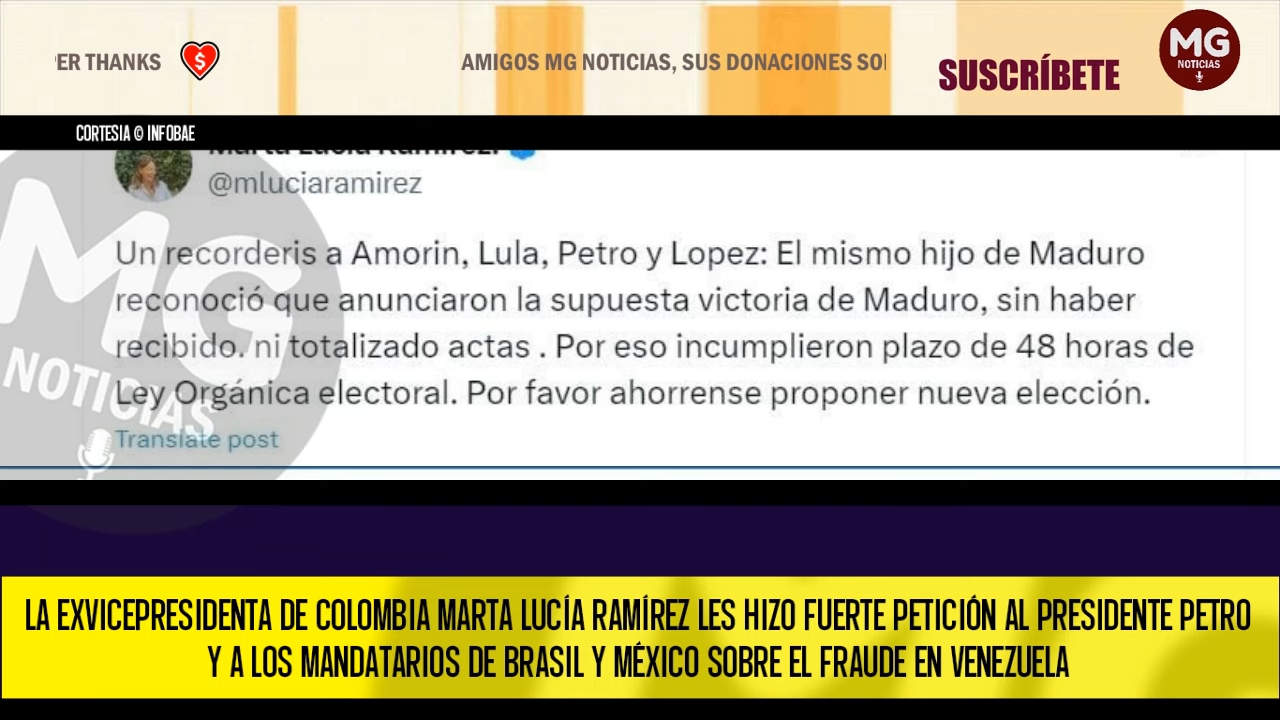 ER THANKS
AMIGOS MG NOTICIAS, SUS DONACIONES SO
SUSCRÍBETE
MG
NOTICIAS
CORTESIA © INFOBAE
Marta Lucía Ramírez.
@mluciaramirez
Un recorderis a Amorin, Lula, Petro y Lopez: El mismo hijo de Maduro
reconoció que anunciaron la supuesta victoria de Maduro, sin haber
recibido. ni totalizado actas . Por eso incumplieron plazo de 48 horas de
Ley Orgánica electoral. Por favor ahorrense proponer nueva elección.
Translate post
MG
NOTICIAS
LA EXVICEPRESIDENTA DE COLOMBIA MARTA LUCÍA RAMÍREZ LES HIZO FUERTE PETICIÓN AL PRESIDENTE PETRO
Y A LOS MANDATARIOS DE BRASIL Y MÉXICO SOBRE EL FRAUDE EN VENEZUELA